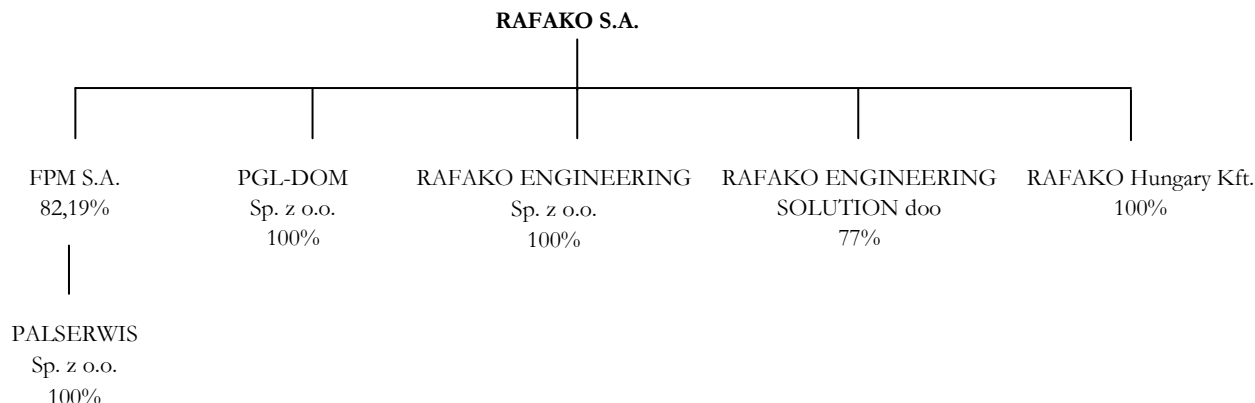 RAFAKO S.A.
FPM S.A.
82,19%
PGL-DOM
Sp. z o.o.
100%
RAFAKO ENGINEERING
Sp. z o.o.
100%
RAFAKO ENGINEERING
SOLUTION doo
77%
RAFAKO Hungary Kft.
100%
PALSERWIS
Sp. z o.o.
100%